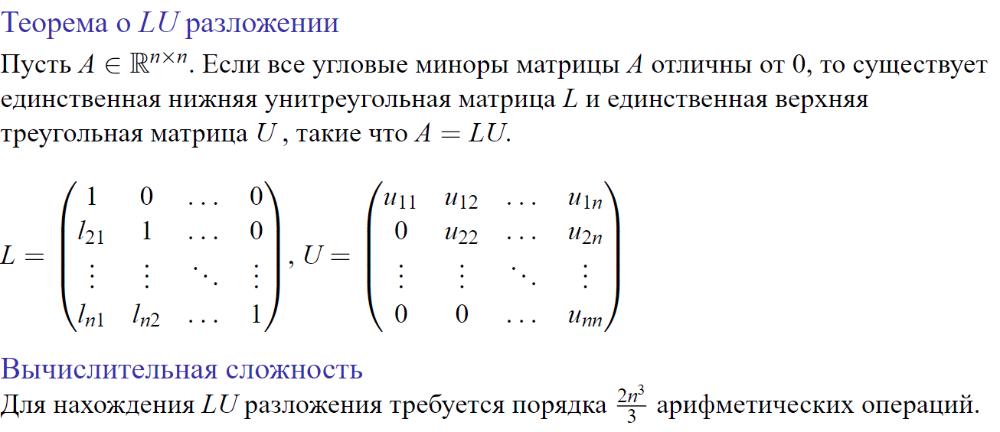 Теорема о LU разложении
Пусть A ∈ ℝⁿˣⁿ. Если все угловые миноры матрицы A отличны от 0, то существует
единственная нижняя унитреугольная матрица L и единственная верхняя
треугольная матрица U , такие что A = LU.
L = \begin{pmatrix} 1 & 0 & \dots & 0 \\ l_{21} & 1 & \dots & 0 \\ \vdots & \vdots & \ddots & \vdots \\ l_{n1} & l_{n2} & \dots & 1 \end{pmatrix}, U = \begin{pmatrix} u_{11} & u_{12} & \dots & u_{1n} \\ 0 & u_{22} & \dots & u_{2n} \\ \vdots & \vdots & \ddots & \vdots \\ 0 & 0 & \dots & u_{nn} \end{pmatrix}
Вычислительная сложность
Для нахождения LU разложения требуется порядка \frac{2n^3}{3} арифметических операций.